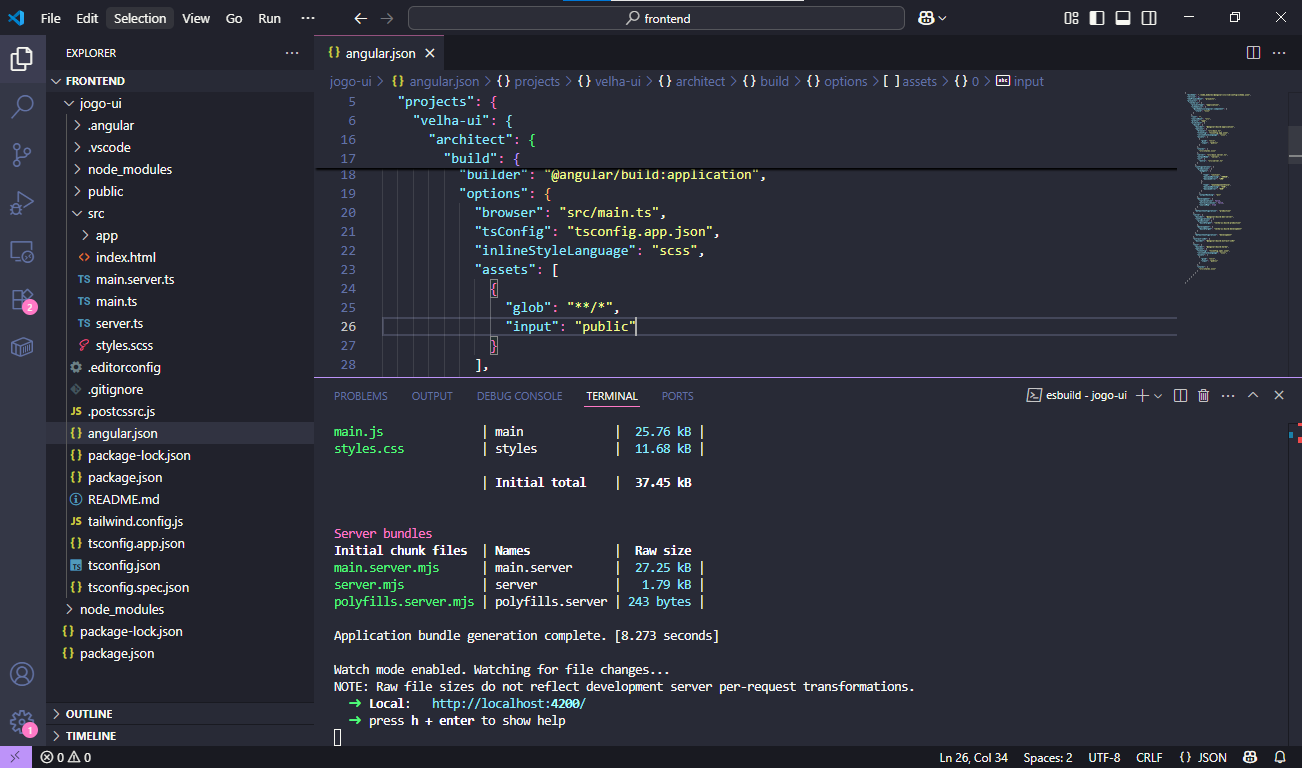 File Edit Selection View Go Run ··· frontend
EXPLORER ···
FRONTEND
jogo-ui
.angular
.vscode
node_modules
public
src
app
index.html
TS main.server.ts
TS main.ts
TS server.ts
styles.scss
.editorconfig
.gitignore
JS .postcssrc.js
{} angular.json
{} package-lock.json
{} package.json
README.md
JS tailwind.config.js
{} tsconfig.app.json
TS tsconfig.json
{} tsconfig.spec.json
node_modules
{} package-lock.json
{} package.json
OUTLINE
TIMELINE
2
1
{} angular.json
jogo-ui > {} angular.json > {} projects > {} velha-ui > {} architect > {} build > {} options > [ ] assets > {} 0 > abc input
5 "projects": {
6 "velha-ui": {
16 "architect": {
17 "build": {
18 "builder": "@angular/build:application",
19 "options": {
20 "browser": "src/main.ts",
21 "tsConfig": "tsconfig.app.json",
22 "inlineStyleLanguage": "scss",
23 "assets": [
24 {
25 "glob": "**/*",
26 "input": "public"
27 }
28 ],
PROBLEMS OUTPUT DEBUG CONSOLE TERMINAL PORTS esbuild - jogo-ui ···
main.js | main | 25.76 kB |
styles.css | styles | 11.68 kB |
| Initial total | 37.45 kB
Server bundles
Initial chunk files | Names | Raw size
main.server.mjs | main.server | 27.25 kB |
server.mjs | server | 1.79 kB |
polyfills.server.mjs | polyfills.server | 243 bytes |
Application bundle generation complete. [8.273 seconds]
Watch mode enabled. Watching for file changes...
NOTE: Raw file sizes do not reflect development server per-request transformations.
➜ Local: http://localhost:4200/
➜ press h + enter to show help
0 0 Ln 26, Col 34 Spaces: 2 UTF-8 CRLF {} JSON